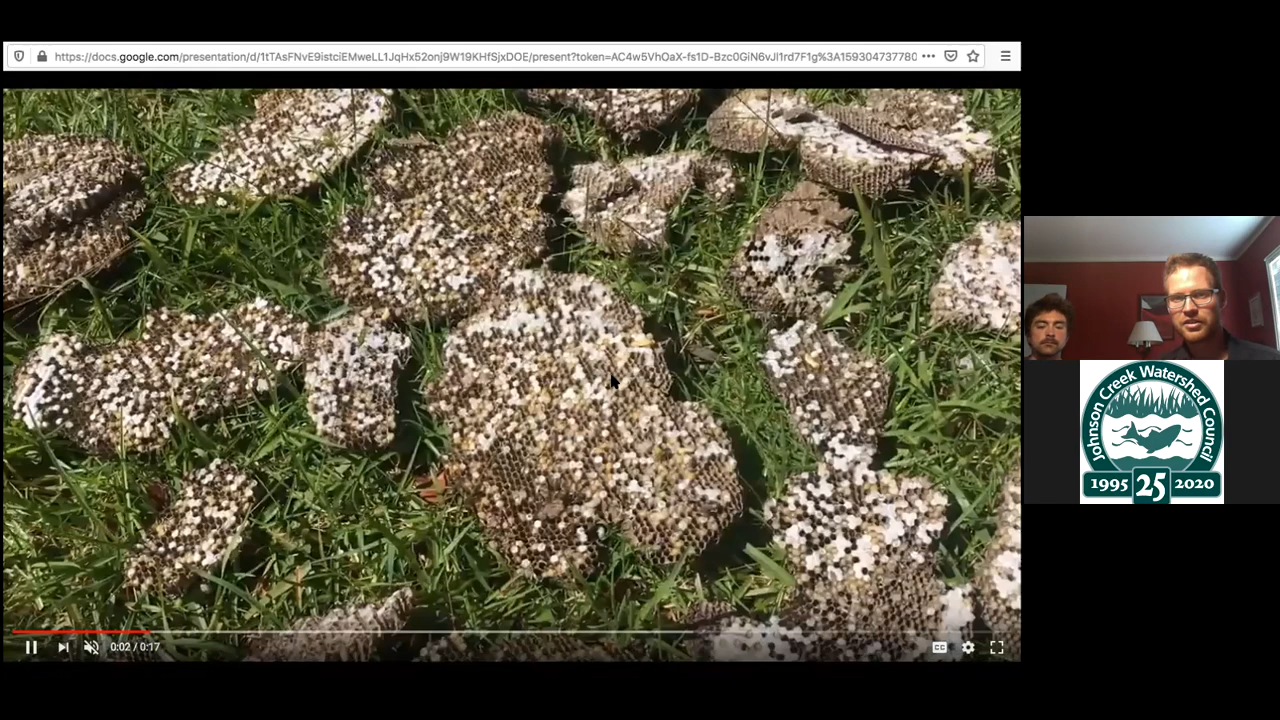 https://docs.google.com/presentation/d/1tTAsFNvE9istciEMweLL1JqHx52onj9W19KHfSjxDOE/present?token=AC4w5VhOaX-fs1D-Bzc0GiN6vJl1rd7F1g%3A159304737780
0:02 / 0:17
CC
Johnson Creek Watershed Council
1995 25 2020